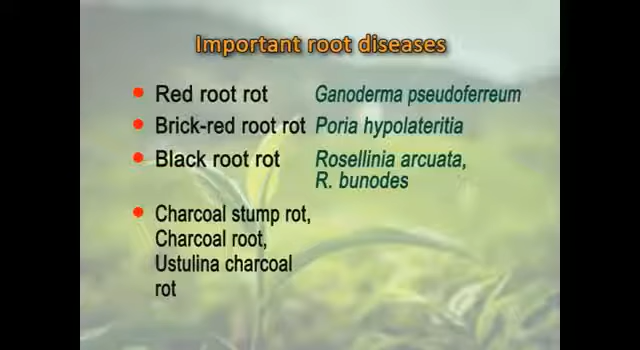 Important root diseases
Red root rot Ganoderma pseudoferreum
Brick-red root rot Poria hypolateritia
Black root rot Rosellinia arcuata,
R. bunodes
Charcoal stump rot,
Charcoal root,
Ustulina charcoal
rot